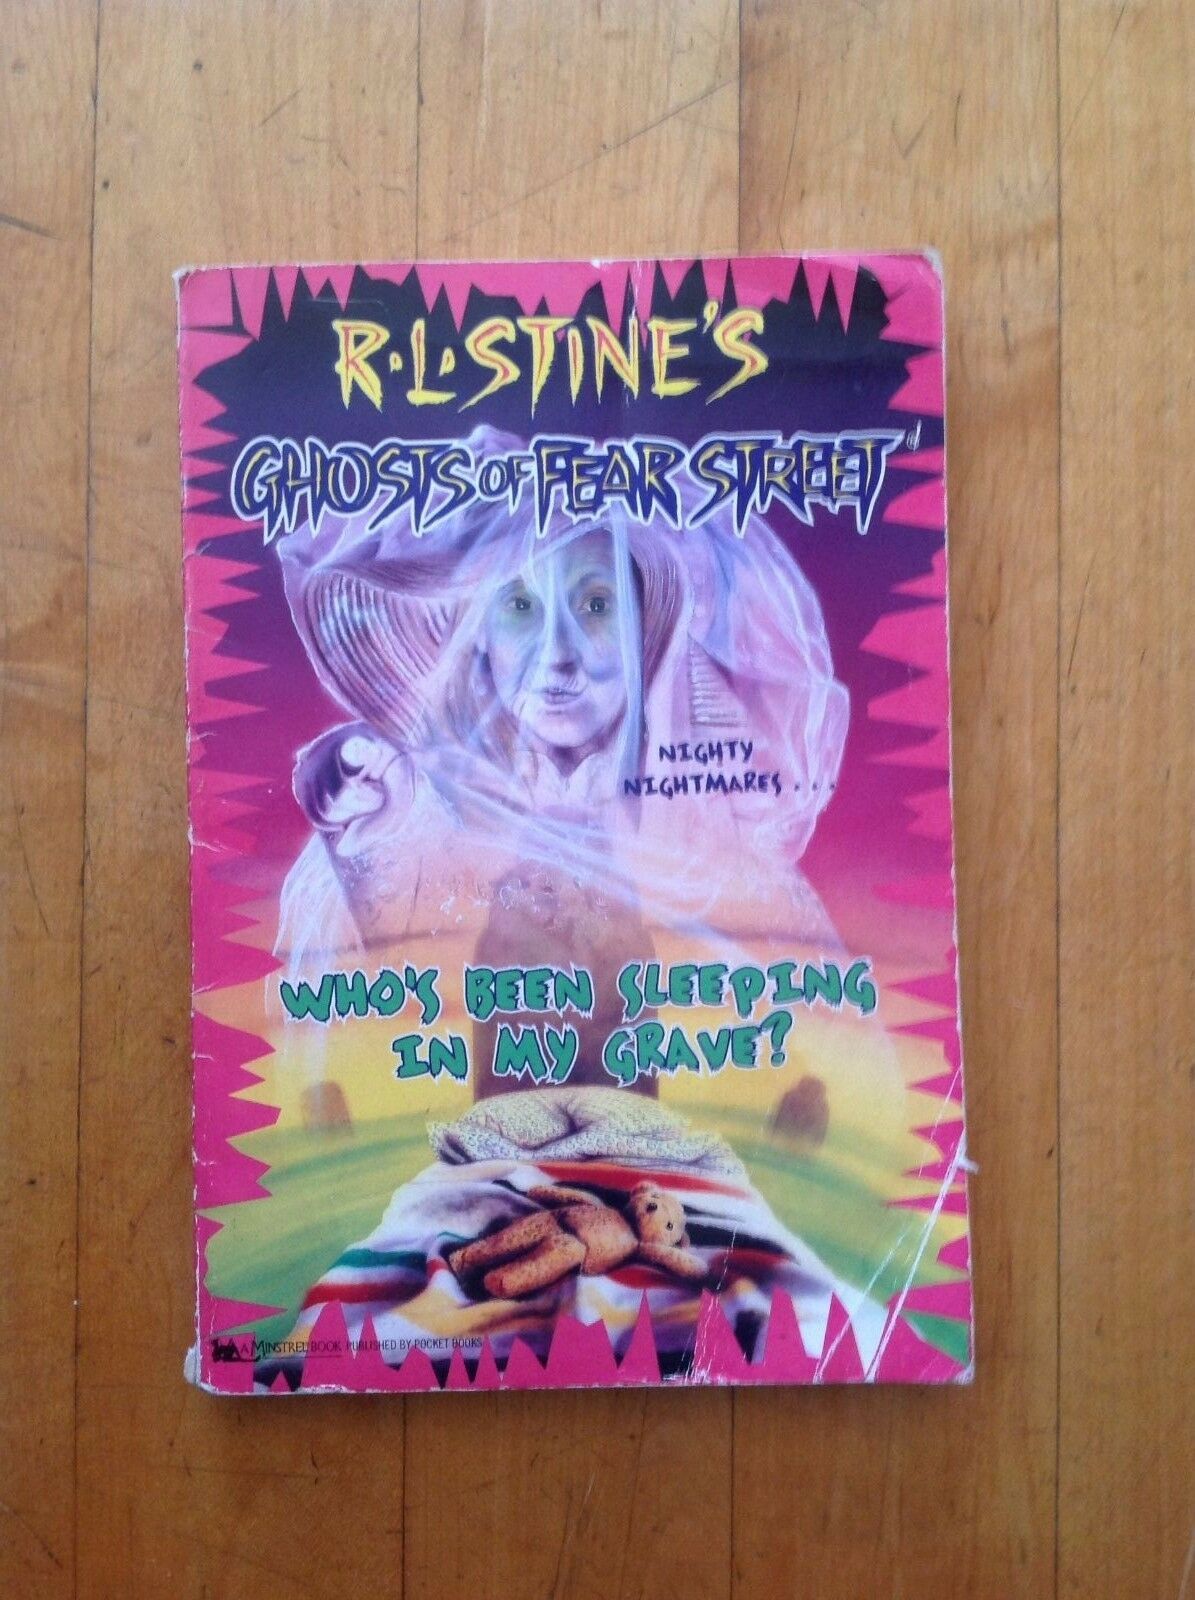 R.L.STINE'S
GHOSTS OF FEAR STREET
NIGHTY
NIGHTMARES . . .
WHO'S BEEN SLEEPING
IN MY GRAVE?
A MINSTREL BOOK PUBLISHED BY POCKET BOOKS